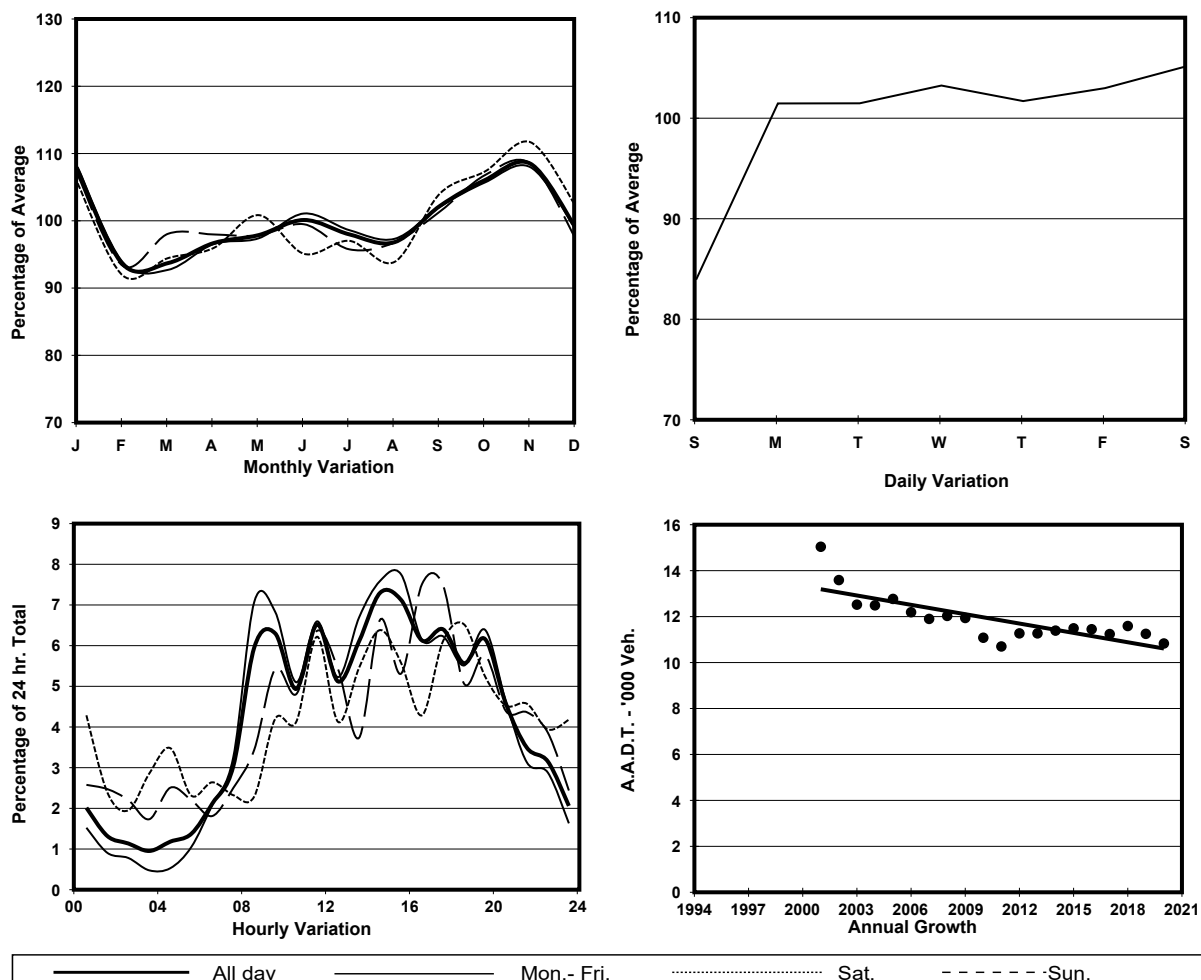 130
120
110
100
90
80
70
Percentage of Average
J F M A M J J A S O N D
Monthly Variation
110
100
90
80
70
Percentage of Average
S M T W T F S
Daily Variation
9
8
7
6
5
4
3
2
1
0
Percentage of 24 hr. Total
00 04 08 12 16 20 24
Hourly Variation
16
14
12
10
8
6
4
2
0
A.A.D.T. - '000 Veh.
1994 1997 2000 2003 2006 2009 2012 2015 2018 2021
Annual Growth
All day Mon.- Fri. Sat. Sun.